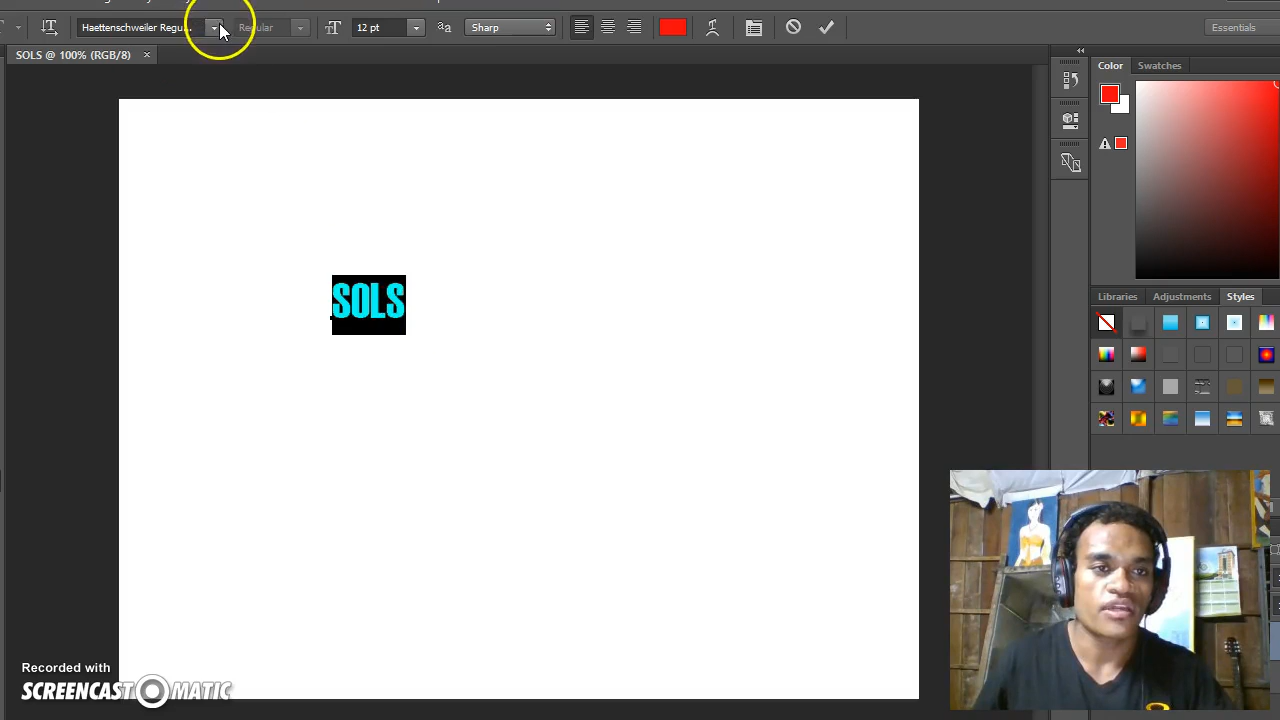 Haettenschweiler Regu...
Regular
12 pt
aa
Sharp
Essentials
SOLS @ 100% (RGB/8) ×
Color
Swatches
SOLS
Libraries
Adjustments
Styles
Recorded with
SCREENCAST-O-MATIC